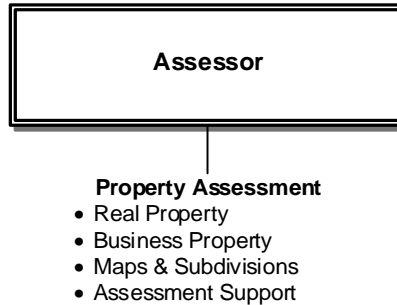 Assessor
Property Assessment
• Real Property
• Business Property
• Maps & Subdivisions
• Assessment Support